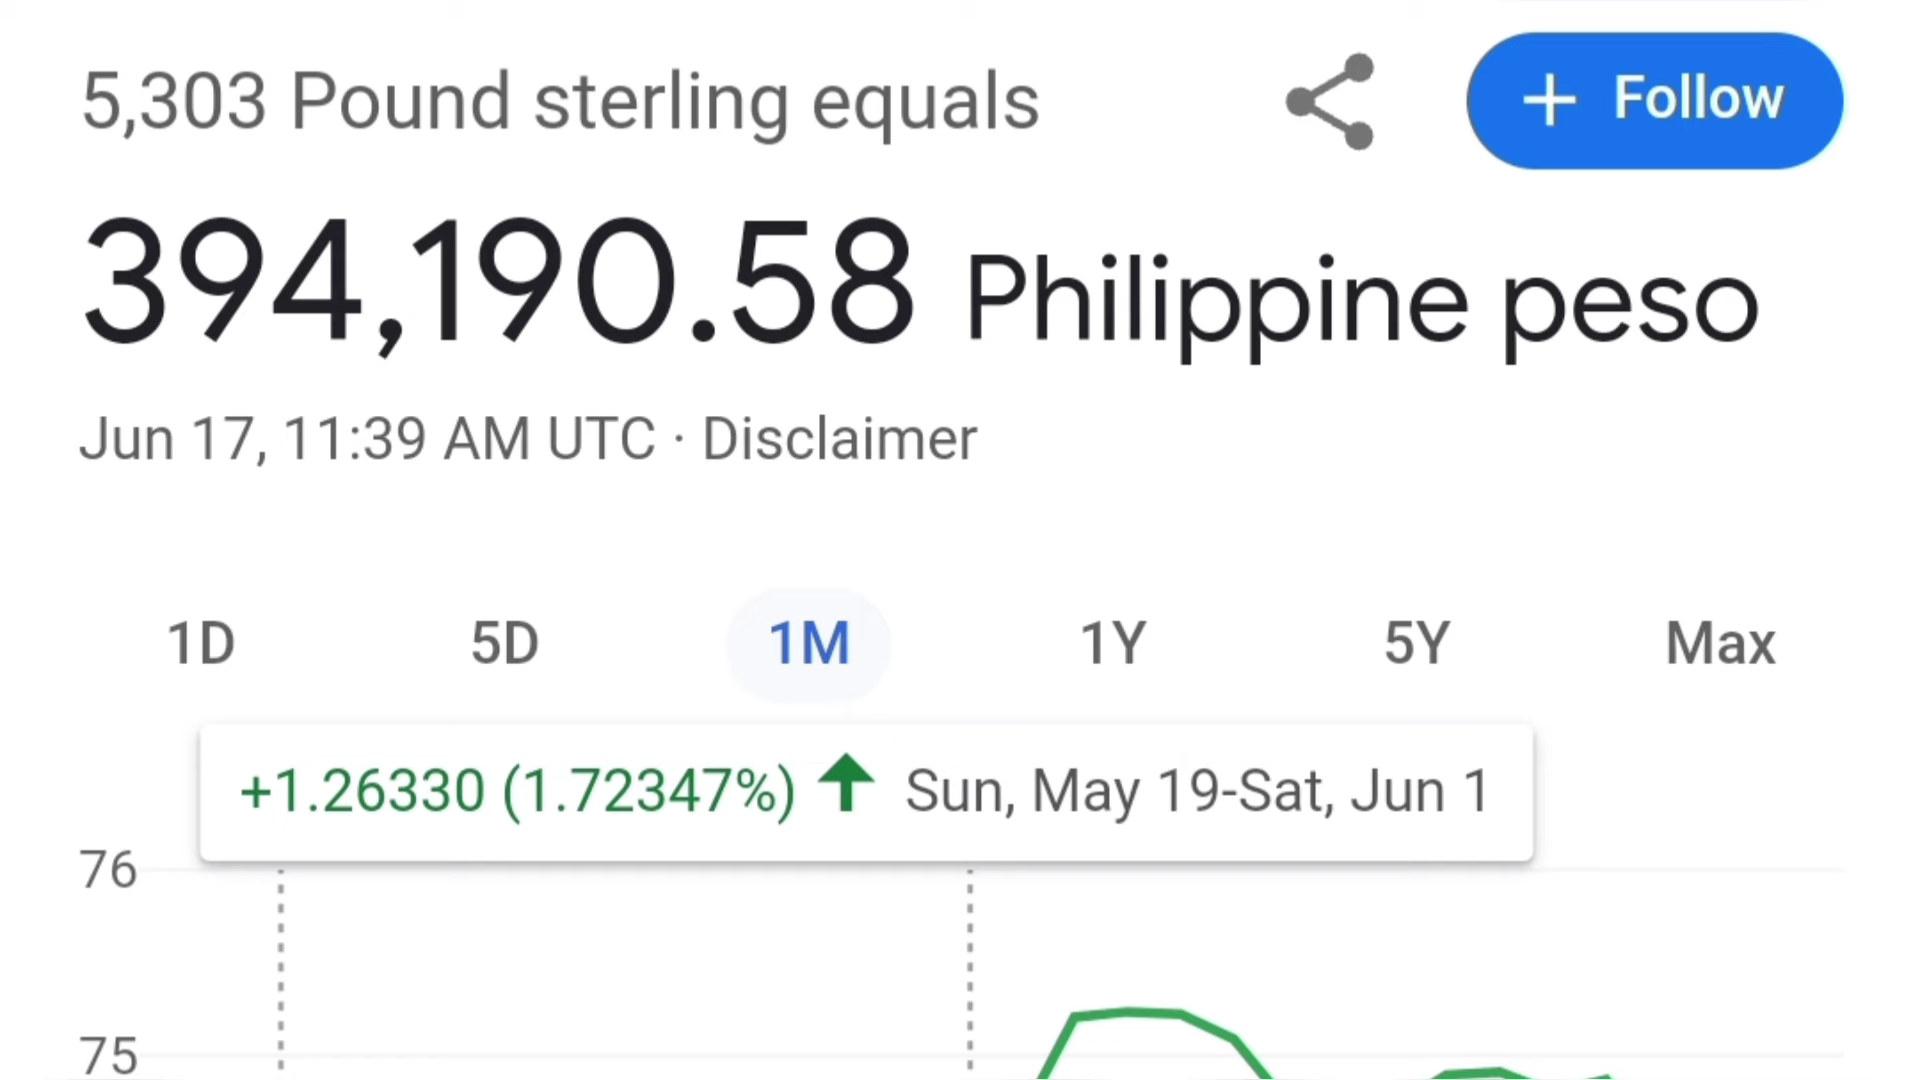 5,303 Pound sterling equals
+ Follow
394,190.58 Philippine peso
Jun 17, 11:39 AM UTC · Disclaimer
1D 5D 1M 1Y 5Y Max
+1.26330 (1.72347%) ↑ Sun, May 19-Sat, Jun 1
76
75